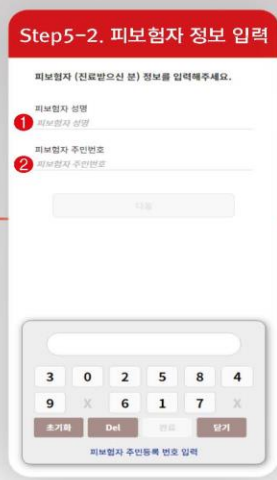 Step5-2. 피보험자 정보 입력
피보험자 (진료받으신 분) 정보를 입력해주세요.
피보험자 성명
1 피보험자 성명
피보험자 주민번호
2 피보험자 주민번호
다음
3 0 2 5 8 4
9 X 6 1 7 X
초기화 Del 완료 닫기
피보험자 주민등록 번호 입력